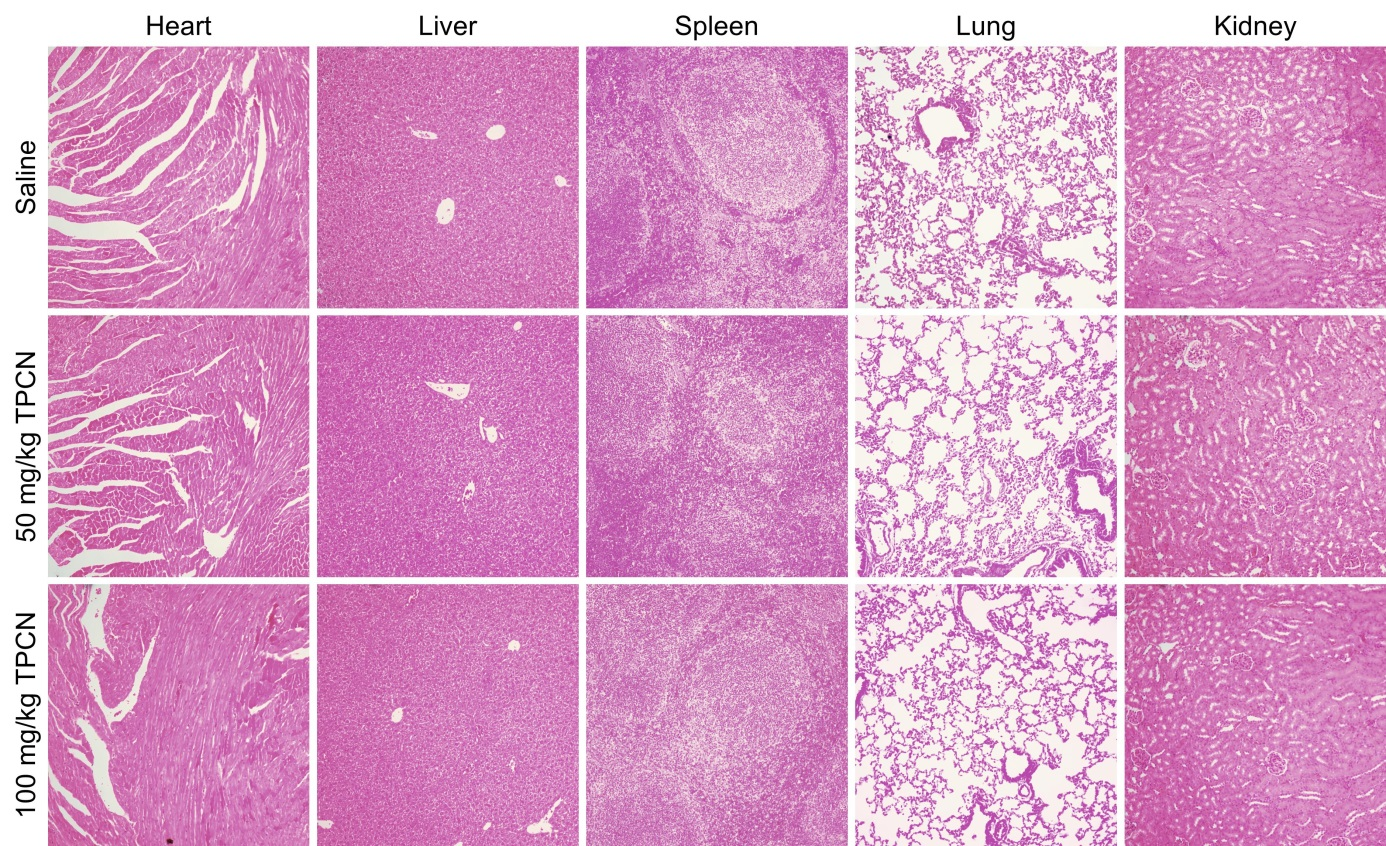 Heart Liver Spleen Lung Kidney
Saline
50 mg/kg TPCN
100 mg/kg TPCN